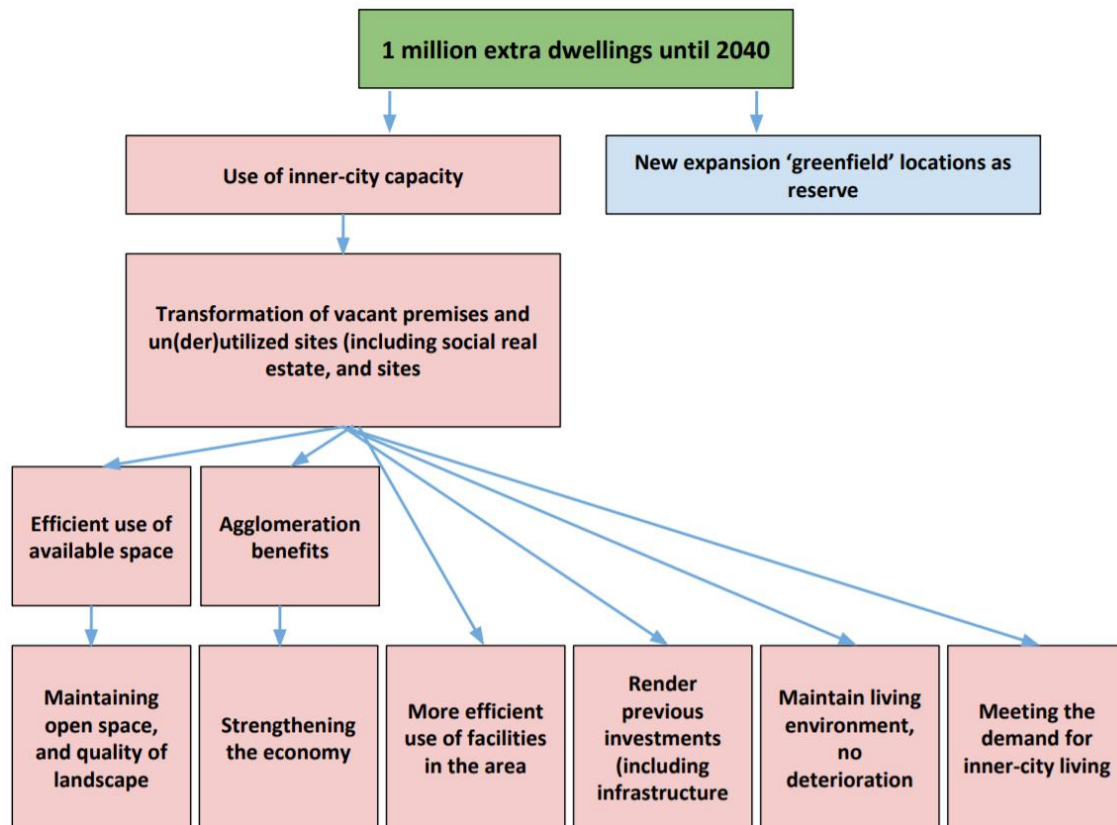 1 million extra dwellings until 2040
Use of inner-city capacity
New expansion ‘greenfield’ locations as
reserve
Transformation of vacant premises and
un(der)utilized sites (including social real
estate, and sites
Efficient use of
available space
Agglomeration
benefits
Maintaining
open space,
and quality of
landscape
Strengthening
the economy
More efficient
use of facilities
in the area
Render
previous
investments
(including
infrastructure
Maintain living
environment,
no
deterioration
Meeting the
demand for
inner-city living